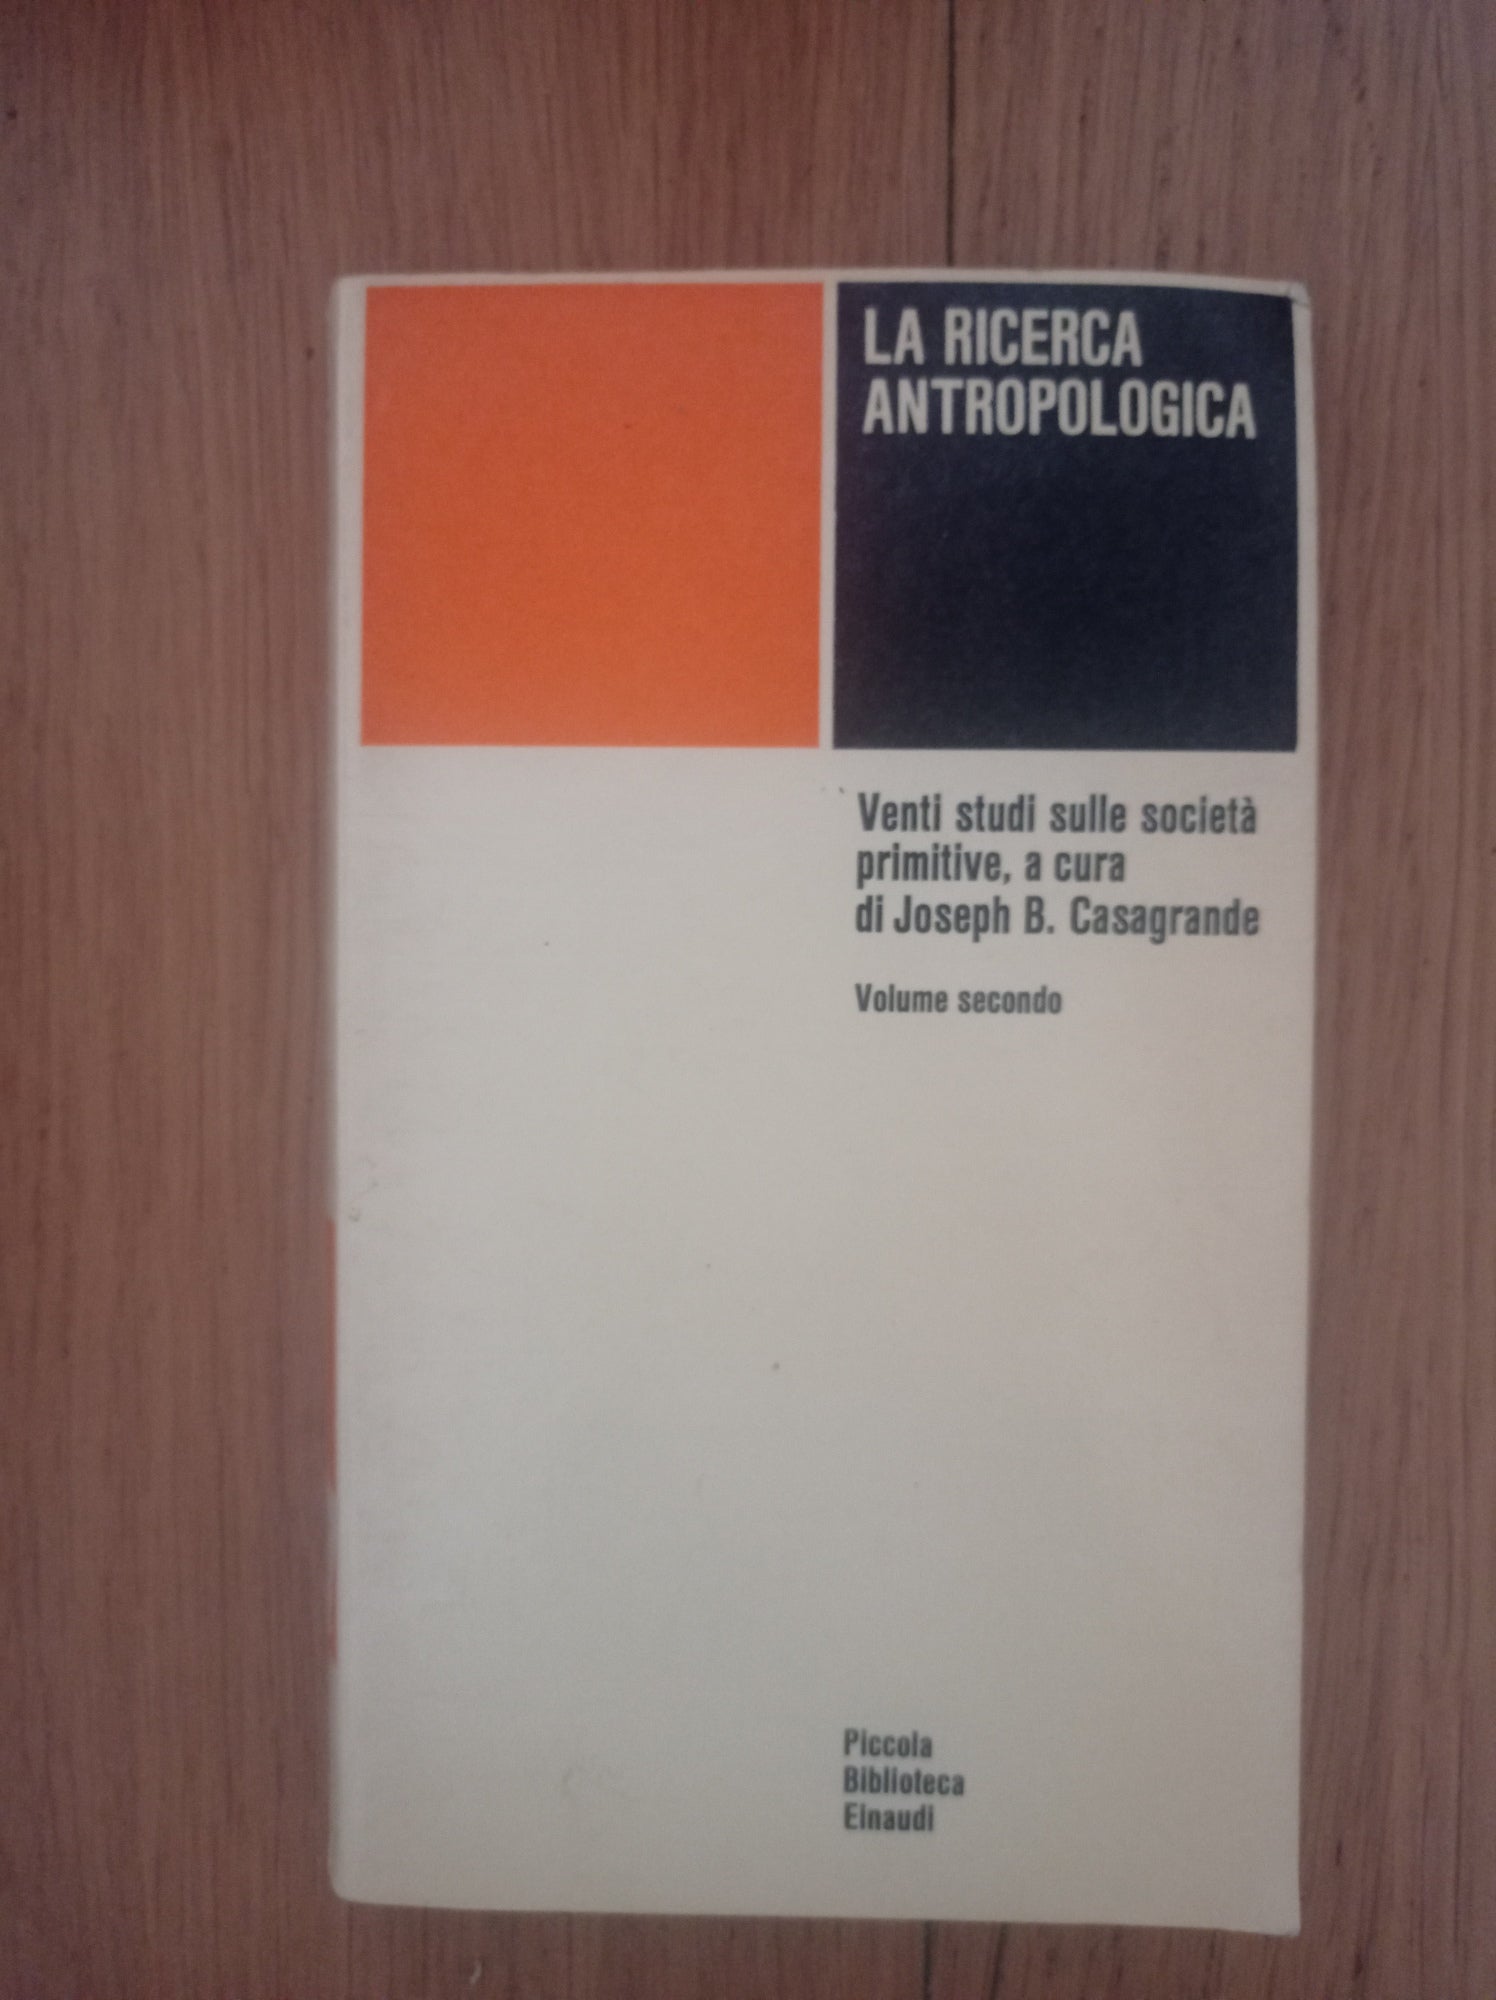 LA RICERCA
ANTROPOLOGICA
Venti studi sulle società
primitive, a cura
di Joseph B. Casagrande
Volume secondo
Piccola
Biblioteca
Einaudi